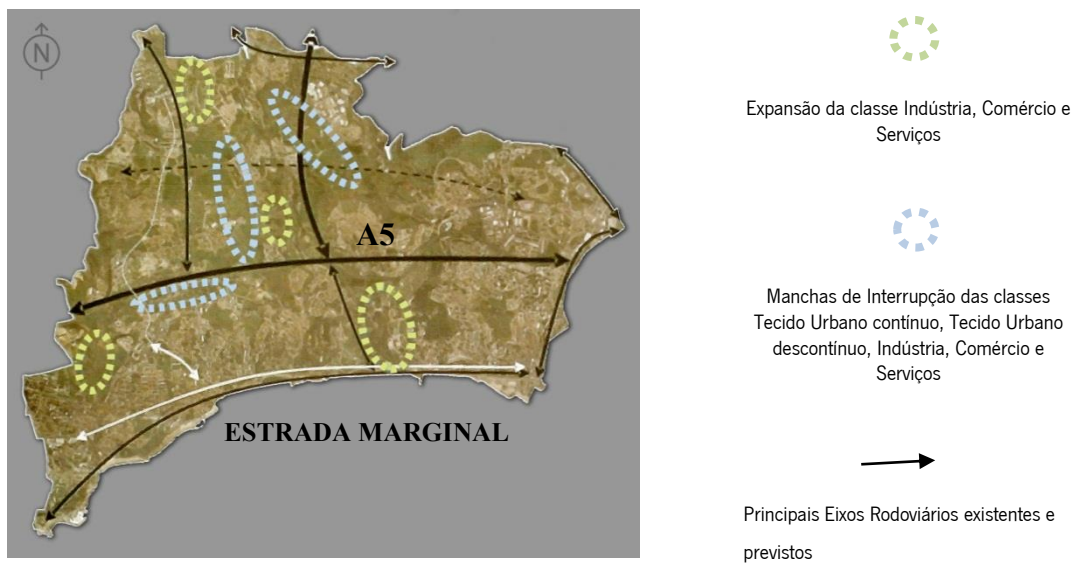 N
A5
ESTRADA MARGINAL
Expansão da classe Indústria, Comércio e
Serviços
Manchas de Interrupção das classes
Tecido Urbano contínuo, Tecido Urbano
descontínuo, Indústria, Comércio e
Serviços
Principais Eixos Rodoviários existentes e
previstos